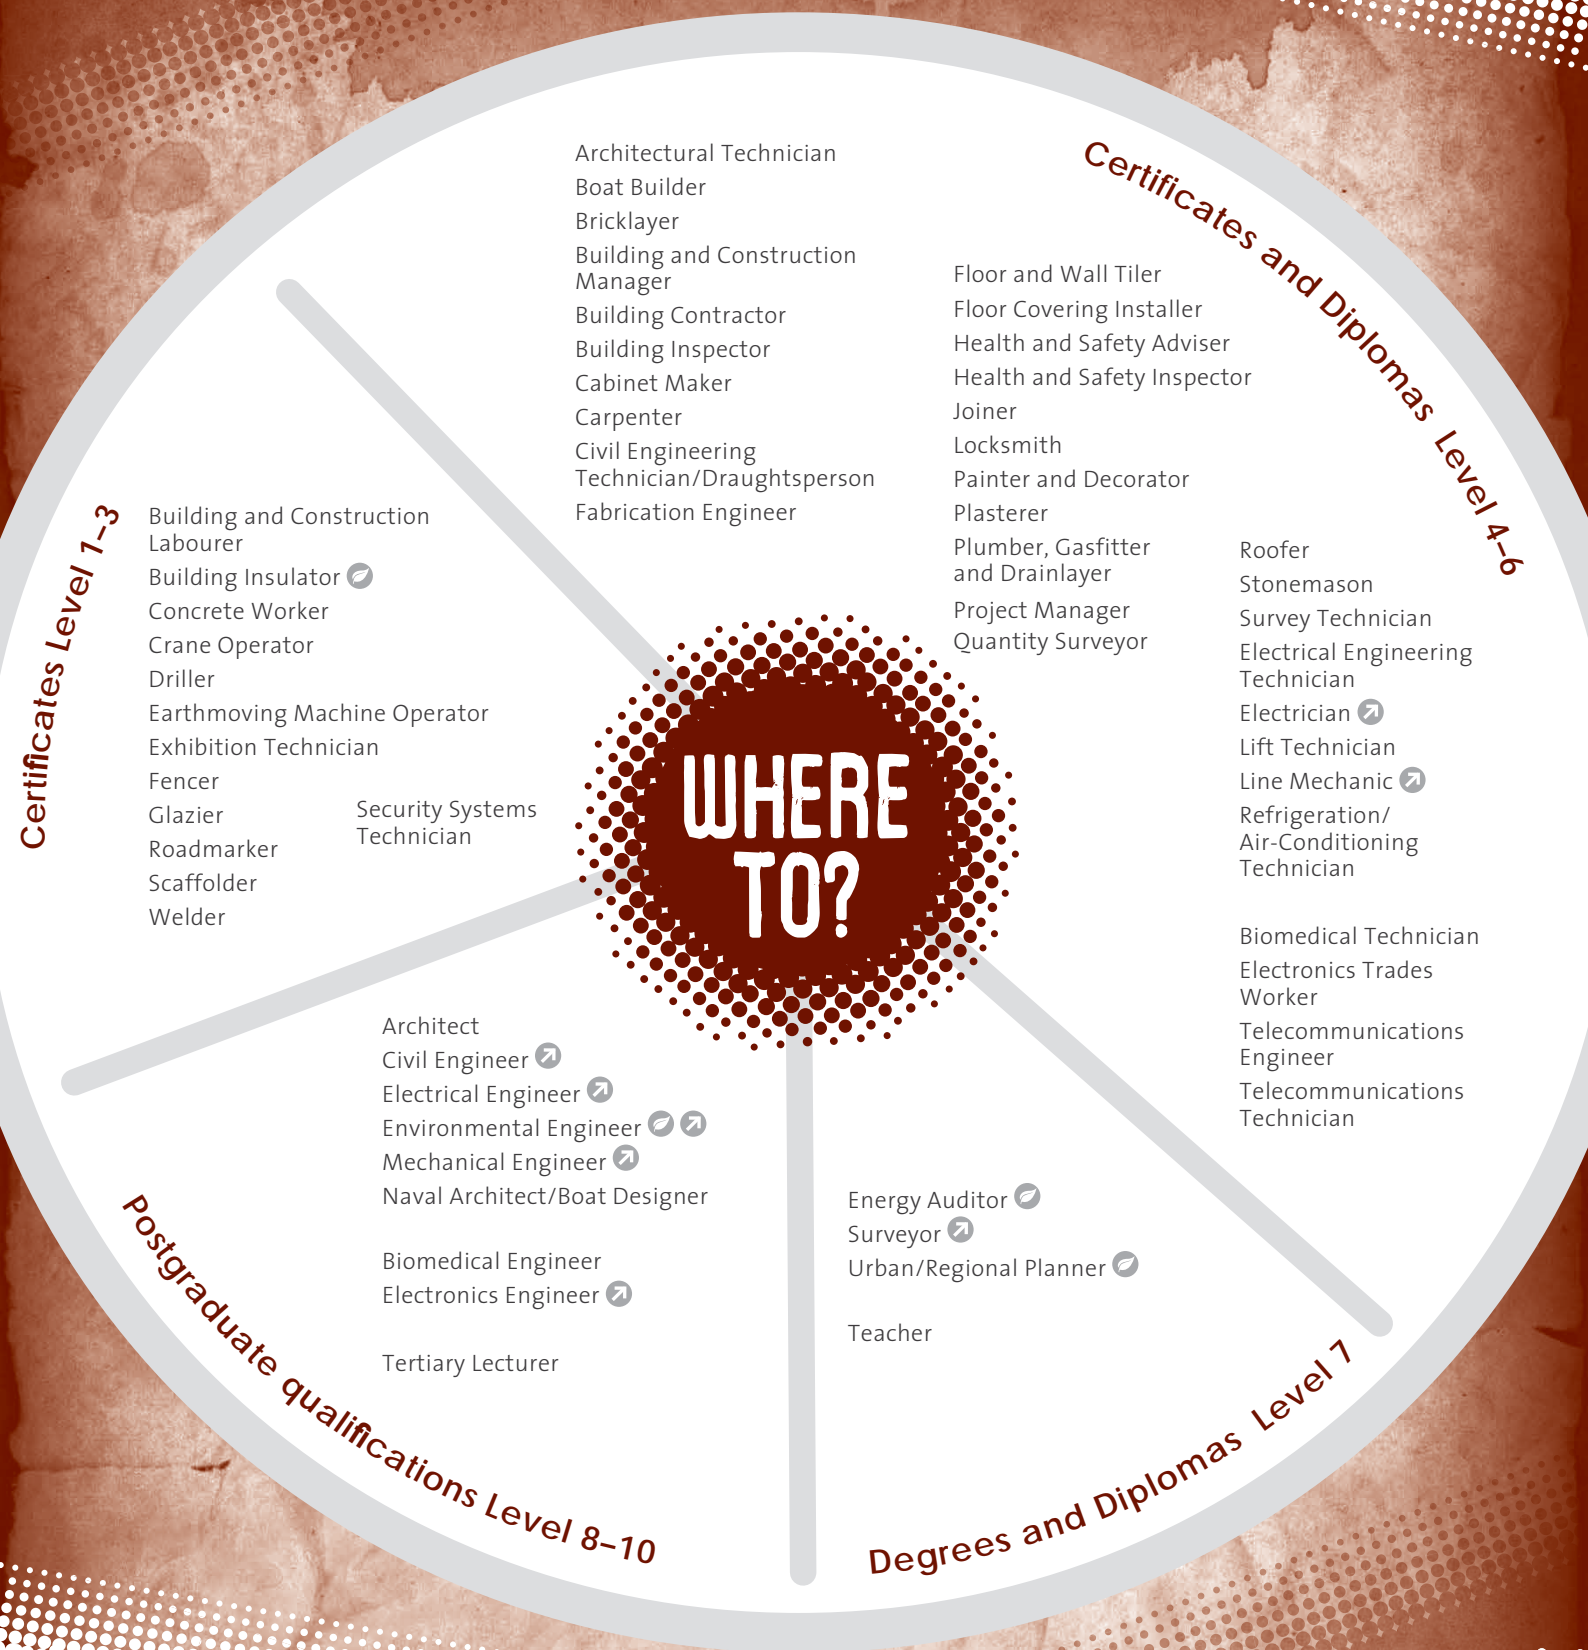 Architectural Technician
Boat Builder
Bricklayer
Building and Construction
Manager
Building Contractor
Building Inspector
Cabinet Maker
Carpenter
Civil Engineering
Technician/Draughtsperson
Fabrication Engineer
Certificates and Diplomas Level 4–6
Floor and Wall Tiler
Floor Covering Installer
Health and Safety Adviser
Health and Safety Inspector
Joiner
Locksmith
Painter and Decorator
Plasterer
Plumber, Gasfitter
and Drainlayer
Project Manager
Quantity Surveyor
Roofer
Stonemason
Survey Technician
Electrical Engineering
Technician
Electrician
Lift Technician
Line Mechanic
Refrigeration/
Air-Conditioning
Technician
Biomedical Technician
Electronics Trades
Worker
Telecommunications
Engineer
Telecommunications
Technician
Certificates Level 1–3
Building and Construction
Labourer
Building Insulator
Concrete Worker
Crane Operator
Driller
Earthmoving Machine Operator
Exhibition Technician
Fencer
Glazier
Roadmarker
Scaffolder
Welder
Security Systems
Technician
WHERE
TO?
Architect
Civil Engineer
Electrical Engineer
Environmental Engineer
Mechanical Engineer
Naval Architect/Boat Designer
Biomedical Engineer
Electronics Engineer
Tertiary Lecturer
Postgraduate qualifications Level 8–10
Energy Auditor
Surveyor
Urban/Regional Planner
Teacher
Degrees and Diplomas Level 7